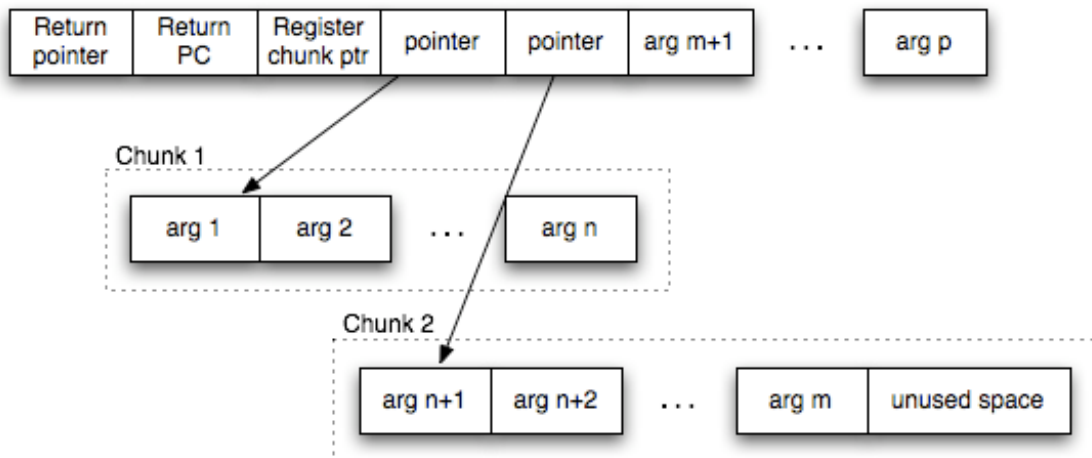 Return pointer
Return PC
Register chunk ptr
pointer
pointer
arg m+1
...
arg p
Chunk 1
arg 1
arg 2
...
arg n
Chunk 2
arg n+1
arg n+2
...
arg m
unused space